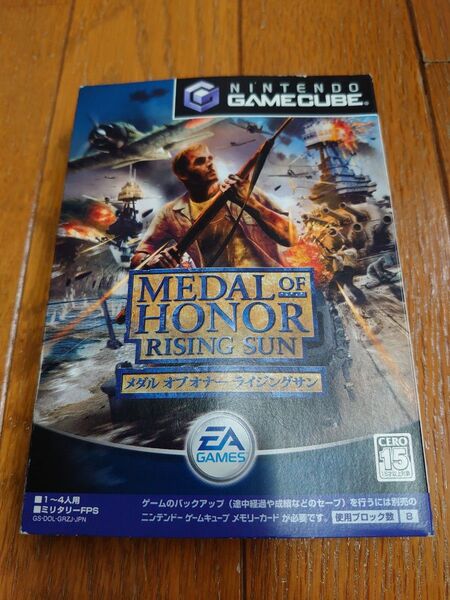 NINTENDO
GAMECUBE®
MEDAL OF
HONOR
RISING SUN
メダル オブ オナー ライジングサン
EA
GAMES
CERO
15
■1～4人用
■ミリタリーFPS
GS-DOL-GRZJ-JPN
ゲームのバックアップ（途中経過や成績などのセーブ）を行うには別売の
ニンテンドーゲームキューブ メモリーカードが必要です。
使用ブロック数 8